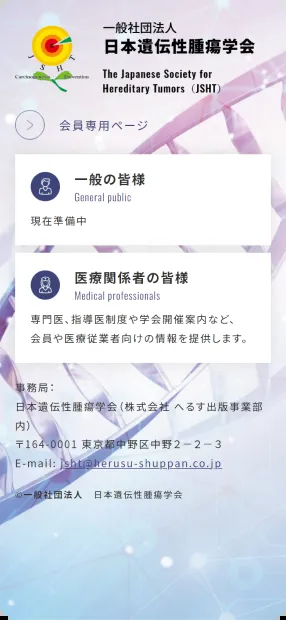 一般社団法人
日本遺伝性腫瘍学会
JSHT
The Japanese Society for
Hereditary Tumors（JSHT）
会員専用ページ
一般の皆様
General public
現在準備中
医療関係者の皆様
Medical professionals
専門医、指導医制度や学会開催案内など、
会員や医療従業者向けの情報を提供します。
事務局：
日本遺伝性腫瘍学会（株式会社 へるす出版事業部
内）
〒164-0001 東京都中野区中野２－２－３
E-mail: jsht@herusu-shuppan.co.jp
©一般社団法人　日本遺伝性腫瘍学会